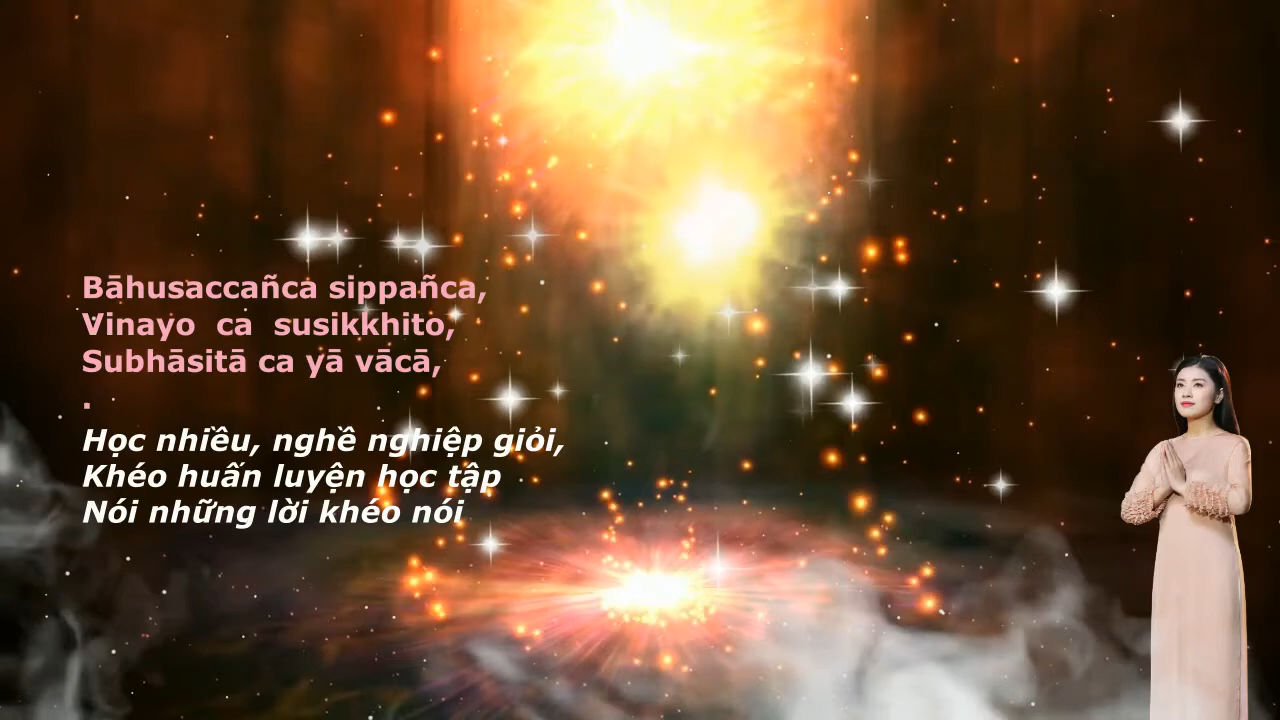 Bāhusaccañca sippañca,
Vinayo ca susikkhito,
Subhāsitā ca yā vācā,
.
Học nhiều, nghề nghiệp giỏi,
Khéo huấn luyện học tập
Nói những lời khéo nói